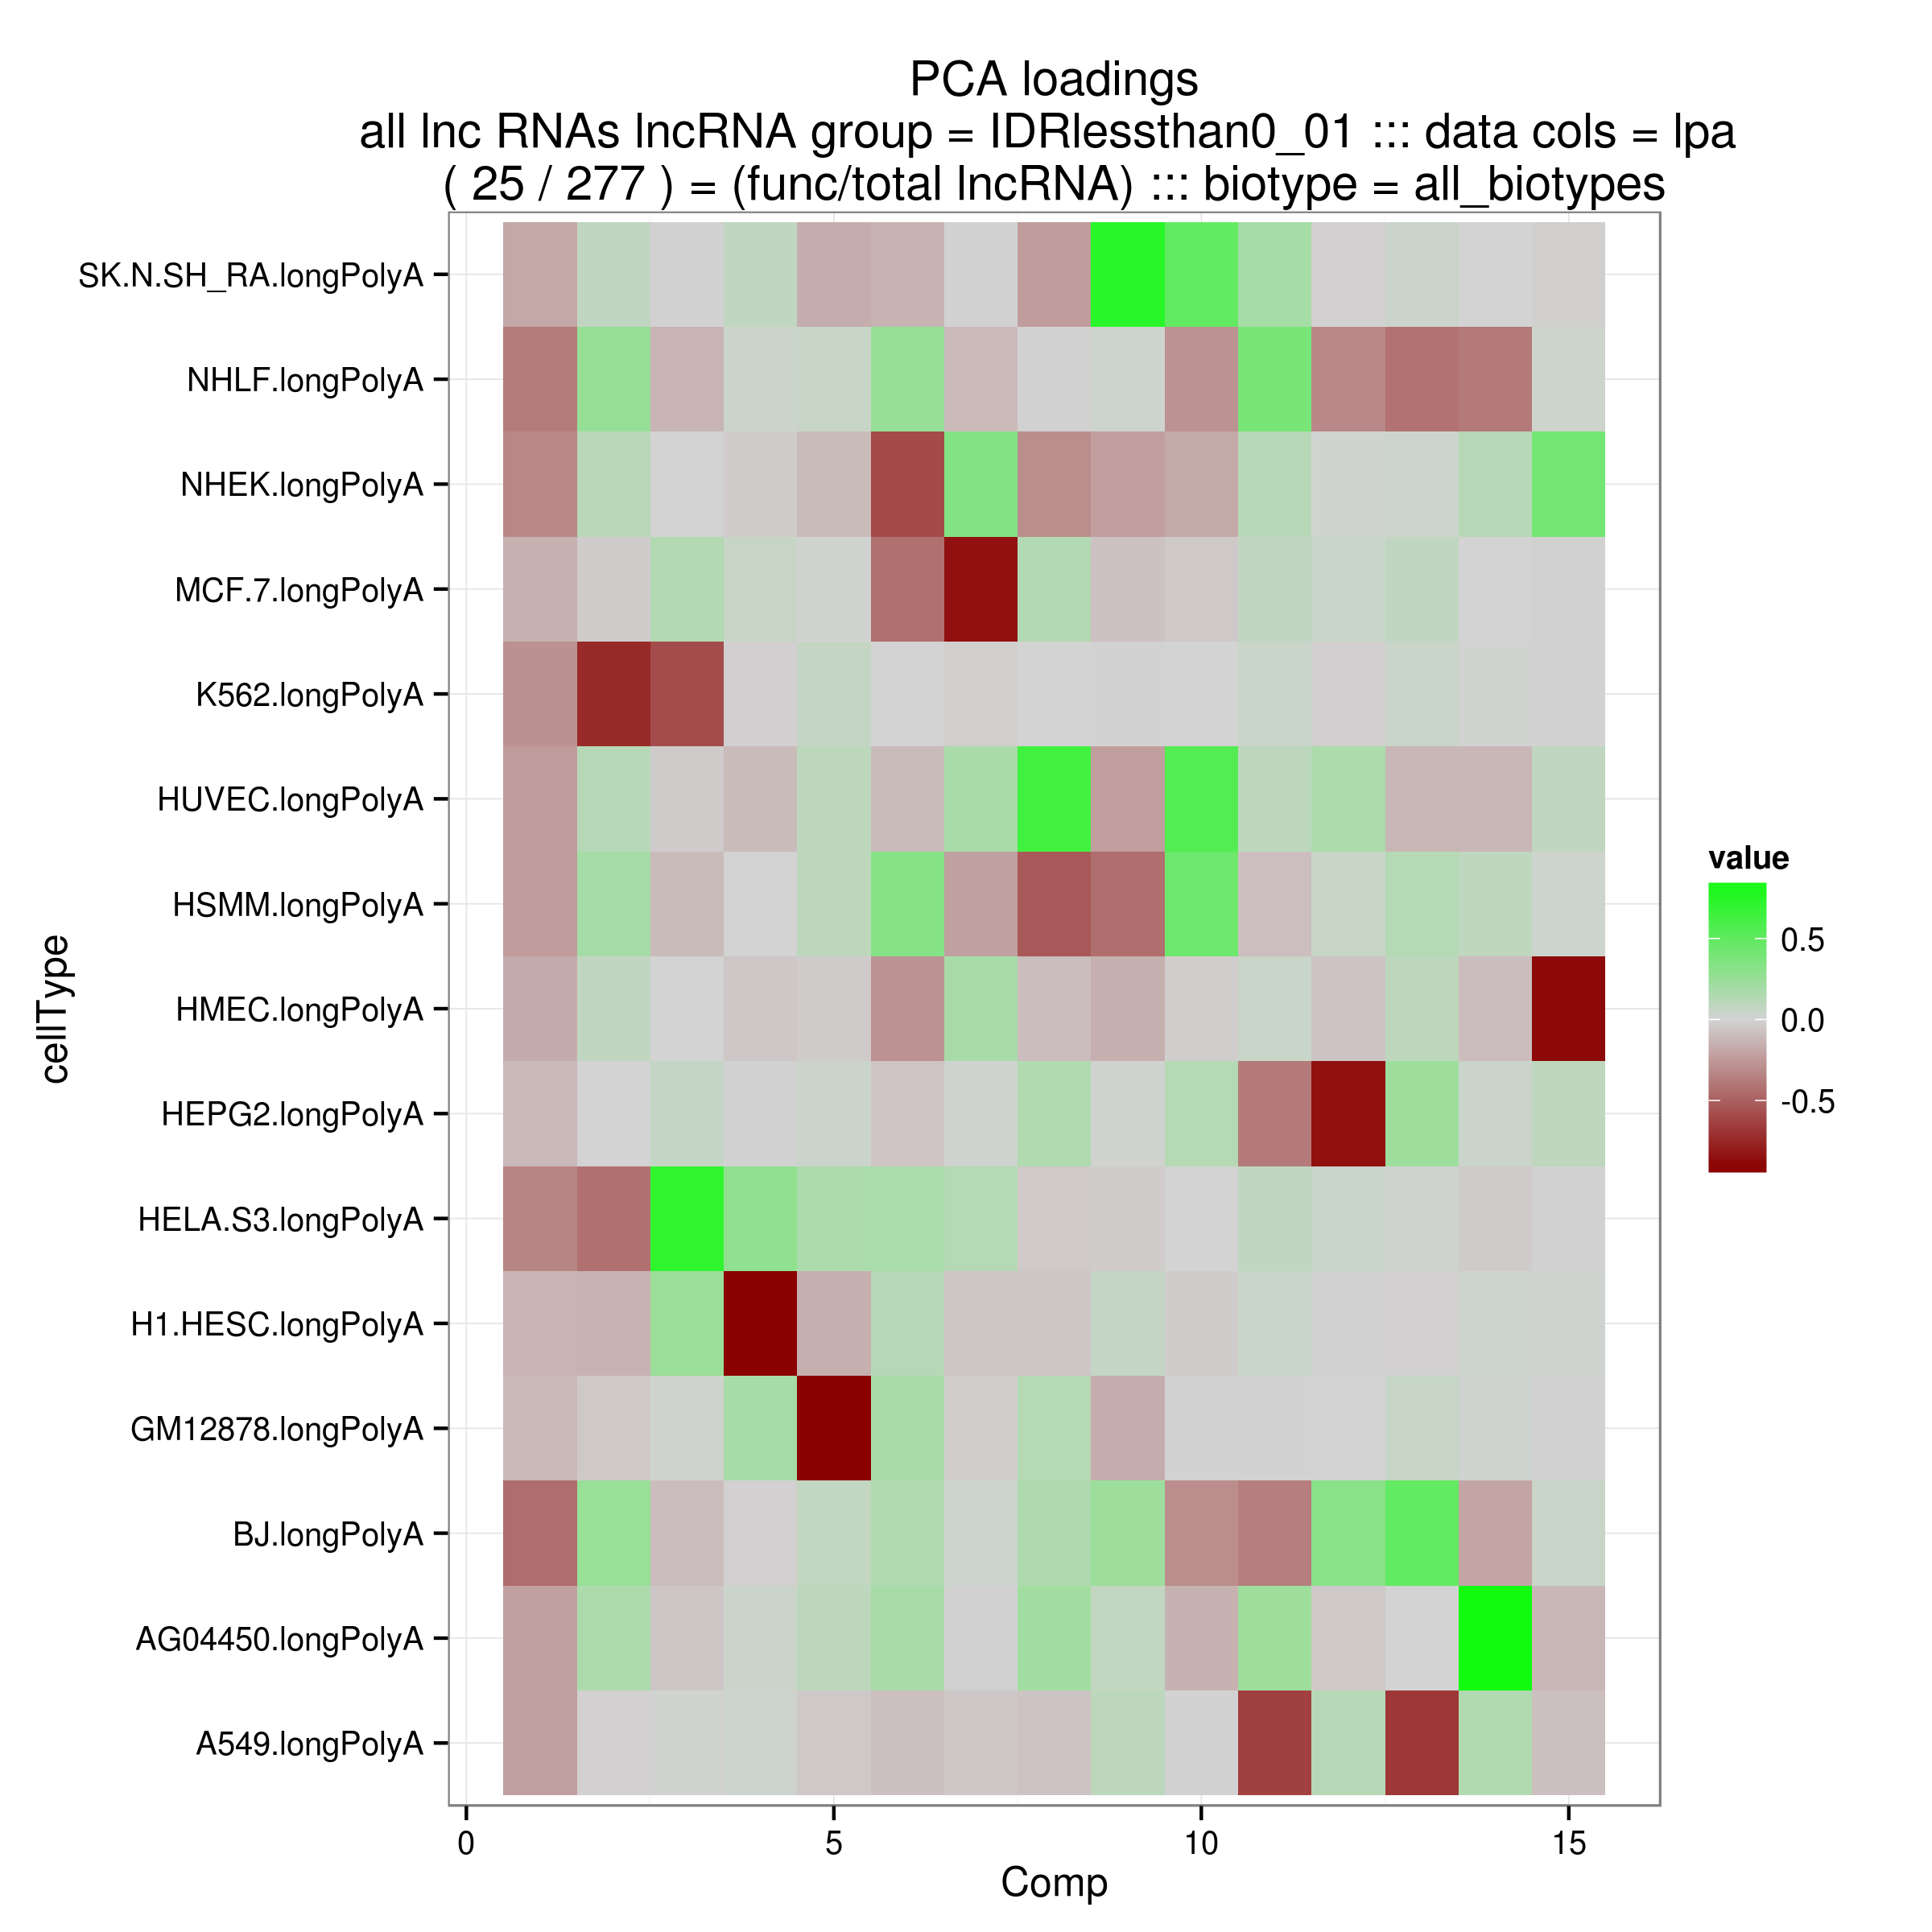 PCA loadings
all lnc RNAs lncRNA group = IDRlessthan0_01 ::: data cols = lpa
( 25 / 277 ) = (func/total lncRNA) ::: biotype = all_biotypes
SK.N.SH_RA.longPolyA
NHLF.longPolyA
NHEK.longPolyA
MCF.7.longPolyA
K562.longPolyA
HUVEC.longPolyA
HSMM.longPolyA
HMEC.longPolyA
HEPG2.longPolyA
HELA.S3.longPolyA
H1.HESC.longPolyA
GM12878.longPolyA
BJ.longPolyA
AG04450.longPolyA
A549.longPolyA
cellType
0 5 10 15
Comp
value
0.5
0.0
-0.5